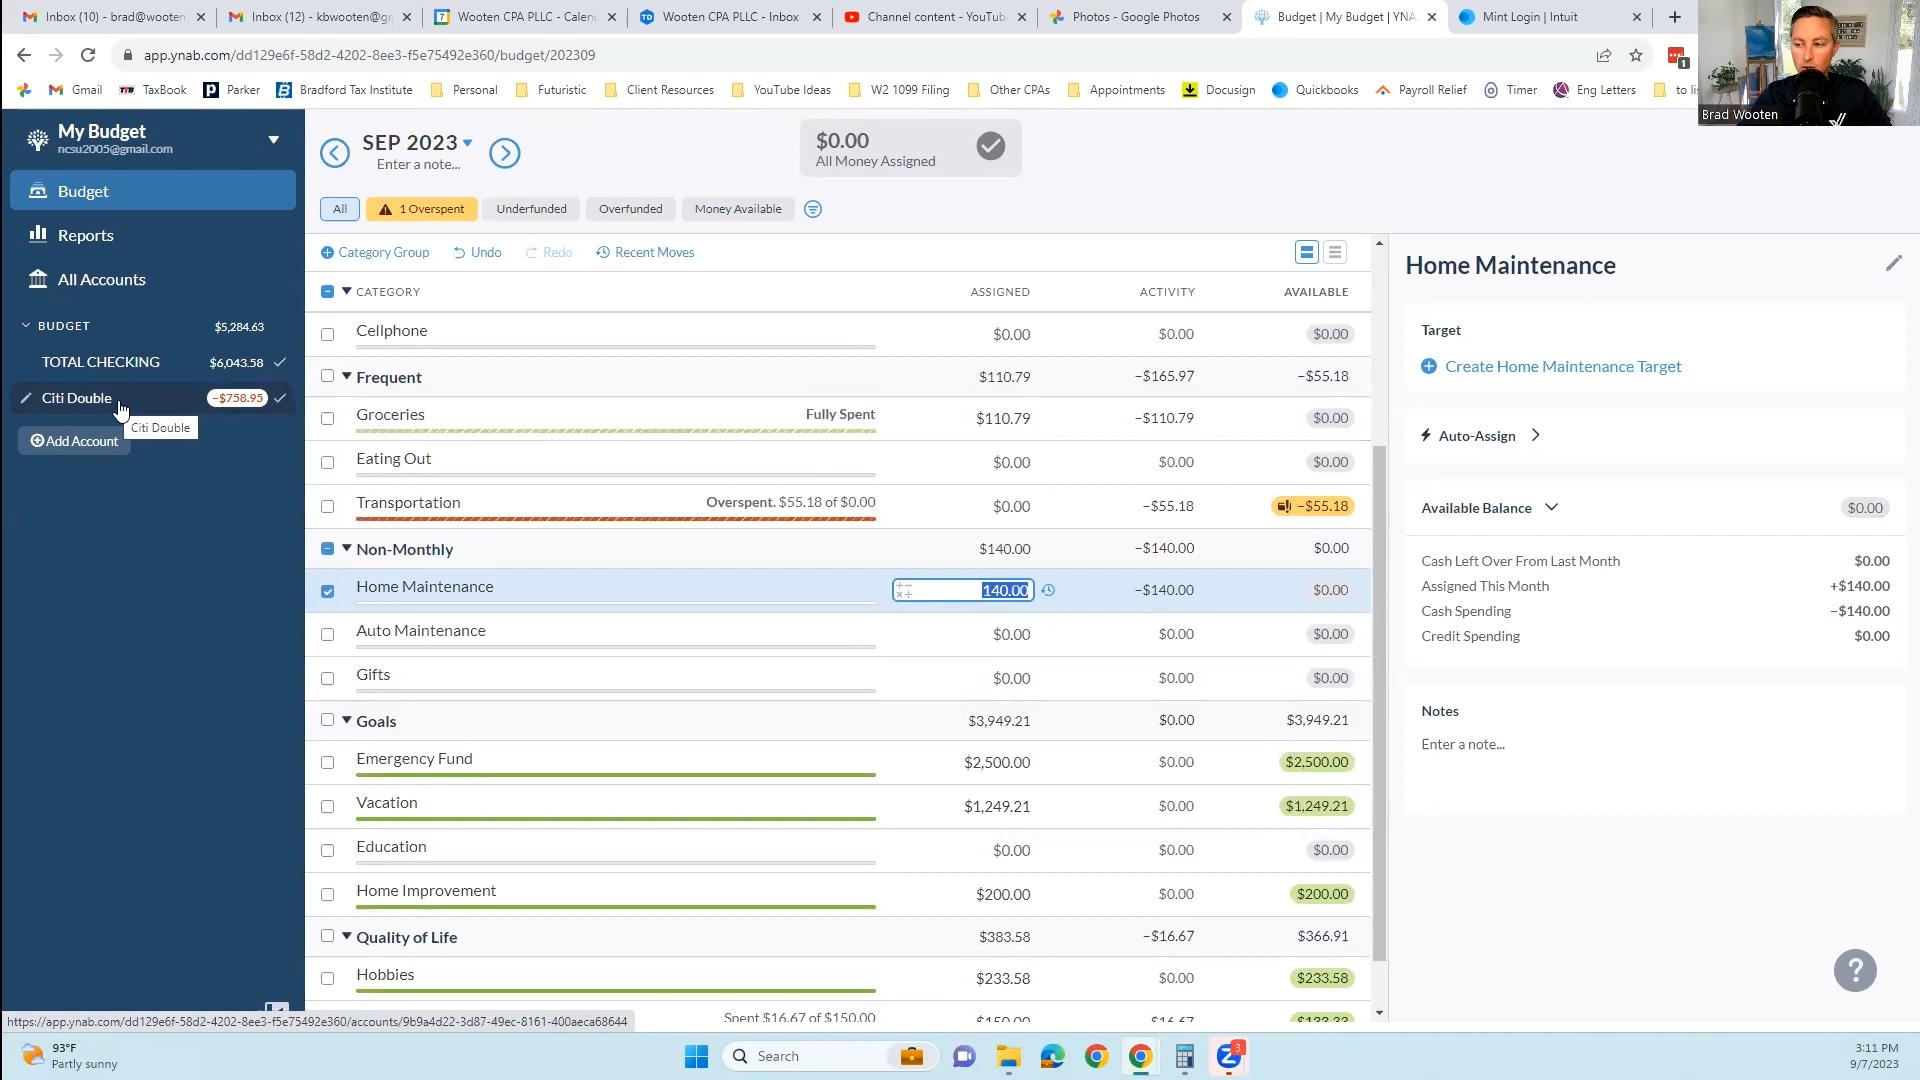 Inbox (10) - brad@wooten
Inbox (12) - kbwooten@gr
Wooten CPA PLLC - Calend
Wooten CPA PLLC - Inbox
Channel content - YouTub
Photos - Google Photos
Budget | My Budget | YNA
Mint Login | Intuit
app.ynab.com/dd129e6f-58d2-4202-8ee3-f5e75492e360/budget/202309
1
Gmail
TaxBook
Parker
Bradford Tax Institute
Personal
Futuristic
Client Resources
YouTube Ideas
W2 1099 Filing
Other CPAs
Appointments
Docusign
Quickbooks
Payroll Relief
Timer
Eng Letters
to li
Brad Wooten
My Budget
ncsu2005@gmail.com
Budget
Reports
All Accounts
BUDGET $5,284.63
TOTAL CHECKING $6,043.58
Citi Double -$758.95
Citi Double
Add Account
SEP 2023
Enter a note...
$0.00
All Money Assigned
All
1 Overspent
Underfunded
Overfunded
Money Available
Category Group
Undo
Redo
Recent Moves
CATEGORY ASSIGNED ACTIVITY AVAILABLE
Cellphone $0.00 $0.00 $0.00
Frequent $110.79 -$165.97 -$55.18
Groceries Fully Spent $110.79 -$110.79 $0.00
Eating Out $0.00 $0.00 $0.00
Transportation Overspent. $55.18 of $0.00 $0.00 -$55.18 -$55.18
Non-Monthly $140.00 -$140.00 $0.00
Home Maintenance 140.00 -$140.00 $0.00
Auto Maintenance $0.00 $0.00 $0.00
Gifts $0.00 $0.00 $0.00
Goals $3,949.21 $0.00 $3,949.21
Emergency Fund $2,500.00 $0.00 $2,500.00
Vacation $1,249.21 $0.00 $1,249.21
Education $0.00 $0.00 $0.00
Home Improvement $200.00 $0.00 $200.00
Quality of Life $383.58 -$16.67 $366.91
Hobbies $233.58 $0.00 $233.58
Spent $16.67 of $150.00 $150.00 -$16.67 $133.33
Home Maintenance
Target
Create Home Maintenance Target
Auto-Assign
Available Balance $0.00
Cash Left Over From Last Month $0.00
Assigned This Month +$140.00
Cash Spending -$140.00
Credit Spending $0.00
Notes
Enter a note...
?
https://app.ynab.com/dd129e6f-58d2-4202-8ee3-f5e75492e360/accounts/9b9a4d22-3d87-49ec-8161-400aeca68644
93°F
Partly sunny
Search
3
3:11 PM
9/7/2023